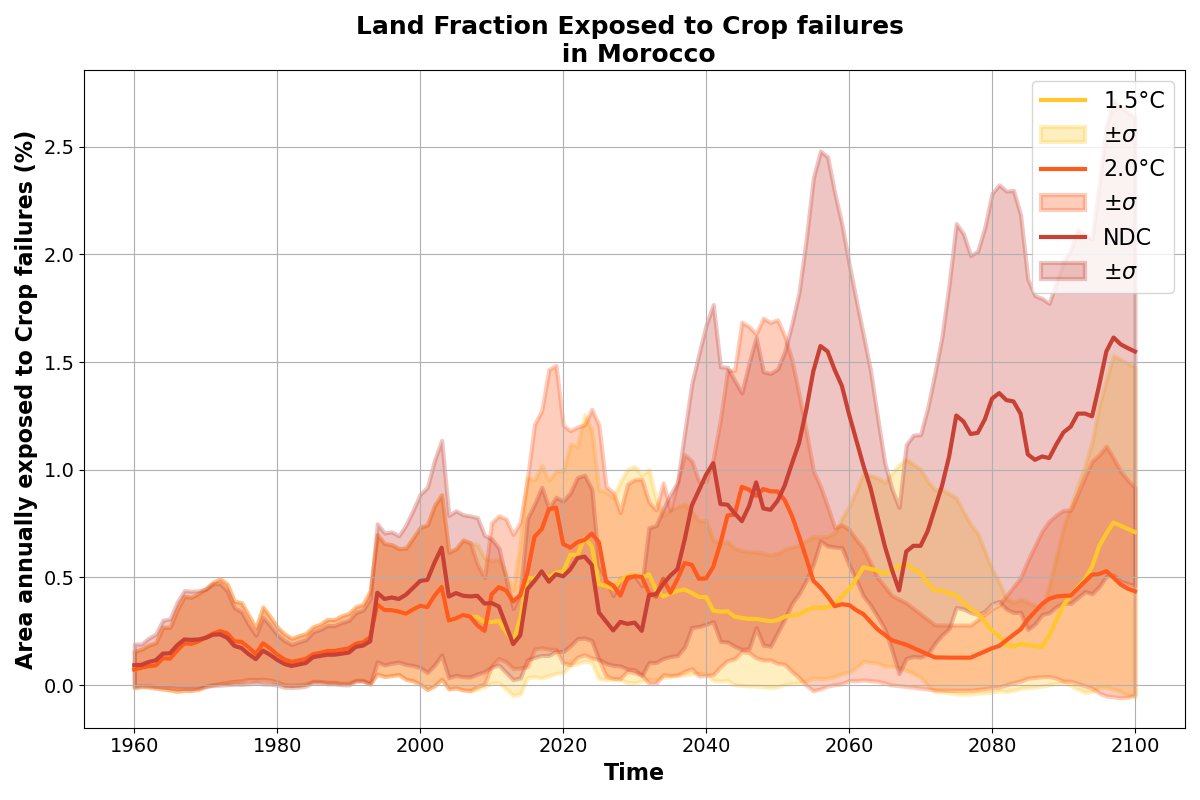 Land Fraction Exposed to Crop failures
in Morocco
Area annually exposed to Crop failures (%)
2.5
2.0
1.5
1.0
0.5
0.0
1.5°C
±σ
2.0°C
±σ
NDC
±σ
1960
1980
2000
2020
2040
2060
2080
2100
Time